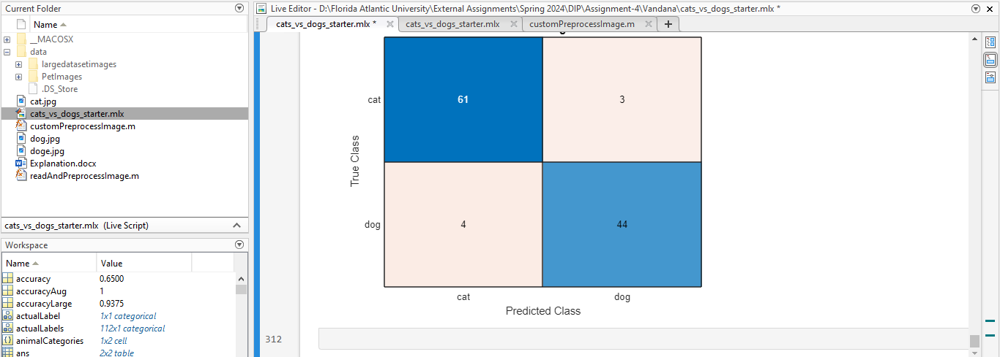 Current Folder
Name
__MACOSX
data
largedatasetimages
PetImages
.DS_Store
cat.jpg
cats_vs_dogs_starter.mlx
customPreprocessImage.m
dog.jpg
doge.jpg
Explanation.docx
readAndPreprocessImage.m
cats_vs_dogs_starter.mlx (Live Script)
Workspace
Name Value
accuracy 0.6500
accuracyAug 1
accuracyLarge 0.9375
actualLabel 1x1 categorical
actualLabels 112x1 categorical
animalCategories 1x2 cell
ans 2x2 table
Live Editor - D:\Florida Atlantic University\External Assignments\Spring 2024\DIP\Assignment-4\Vandana\cats_vs_dogs_starter.mlx *
cats_vs_dogs_starter.mlx * cats_vs_dogs_starter.mlx customPreprocessImage.m
True Class
cat 61 3
dog 4 44
cat dog
Predicted Class
312